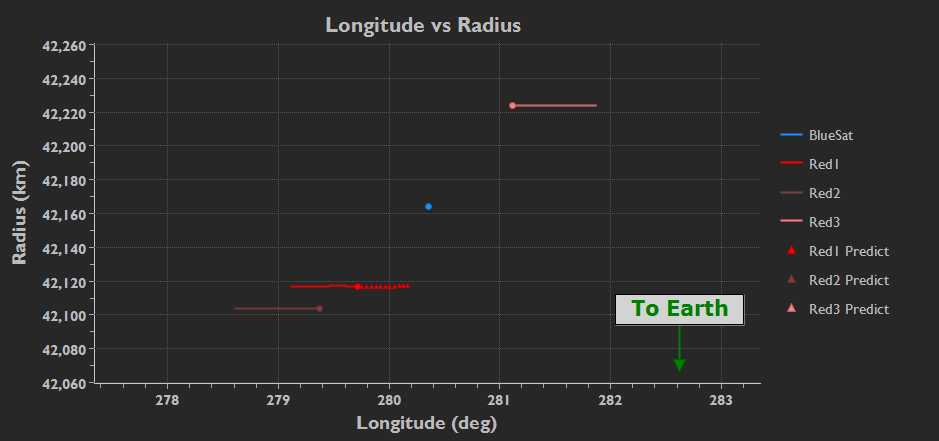 Longitude vs Radius
42,260
42,240
42,220
42,200
42,180
42,160
42,140
42,120
42,100
42,080
42,060
Radius (km)
278 279 280 281 282 283
Longitude (deg)
To Earth
BlueSat
Red1
Red2
Red3
Red1 Predict
Red2 Predict
Red3 Predict